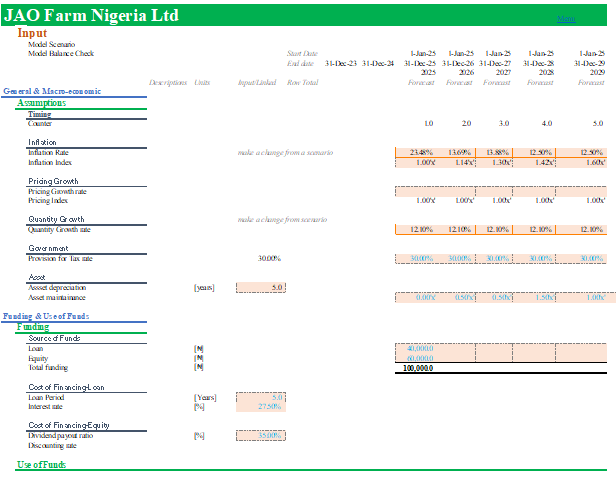 JAO Farm Nigeria Ltd Menu
Input
Model Scenario
Model Balance Check Start Date 1-Jun-25 1-Jan-25 1-Jan-25 1-Jan-25 1-Jan-25
End date 31-Dec-23 31-Dec-24 31-Dec-25 31-Dec-26 31-Dec-27 31-Dec-28 31-Dec-29
2025 2026 2027 2028 2029
Descriptions Units Input/Linked Row Total Forecast Forecast Forecast Forecast Forecast
General & Macro-economic
Assumptions
Timing
Counter 1.0 2.0 3.0 4.0 5.0
Inflation
Inflation Rate make a change from a scenario 23.48% 13.69% 13.88% 12.50% 12.50%
Inflation Index 1.00x 1.14x 1.30x 1.42x 1.60x
Pricing Growth
Pricing Growth rate
Pricing Index 1.00x 1.00x 1.00x 1.00x 1.00x
Quantity Growth make a change from scenario
Quantity Growth rate 12.10% 12.10% 12.10% 12.10% 12.10%
Government
Provision for Tax rate 30.00% 30.00% 30.00% 30.00% 30.00% 30.00%
Asset
Assset depreciation [years] 5.0
Asset maintainance 0.00x 0.50x 0.50x 1.50x 1.00x
Funding & Use of Funds
Funding
Source of Funds
Loan [₦] 40,000.0
Equity [₦] 60,000.0
Total funding [₦] 100,000.0
Cost of Financing-Loan
Loan Period [Years] 5.0
Interest rate [%] 27.50%
Cost of Financing-Equity
Dividend payout ratio [%] 35.00%
Discounting rate
Use of Funds